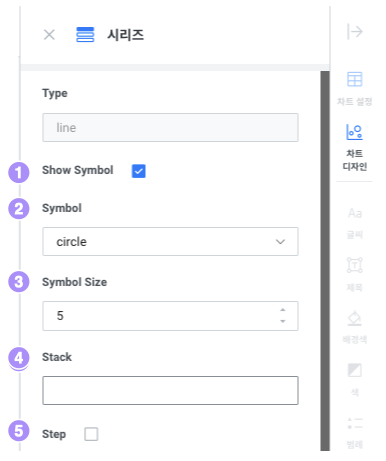 시리즈
Type
line
1 Show Symbol
2 Symbol
circle
3 Symbol Size
5
4 Stack
5 Step
차트 설정
차트
디자인
Aa
글씨
T
제목
배경색
색
범례